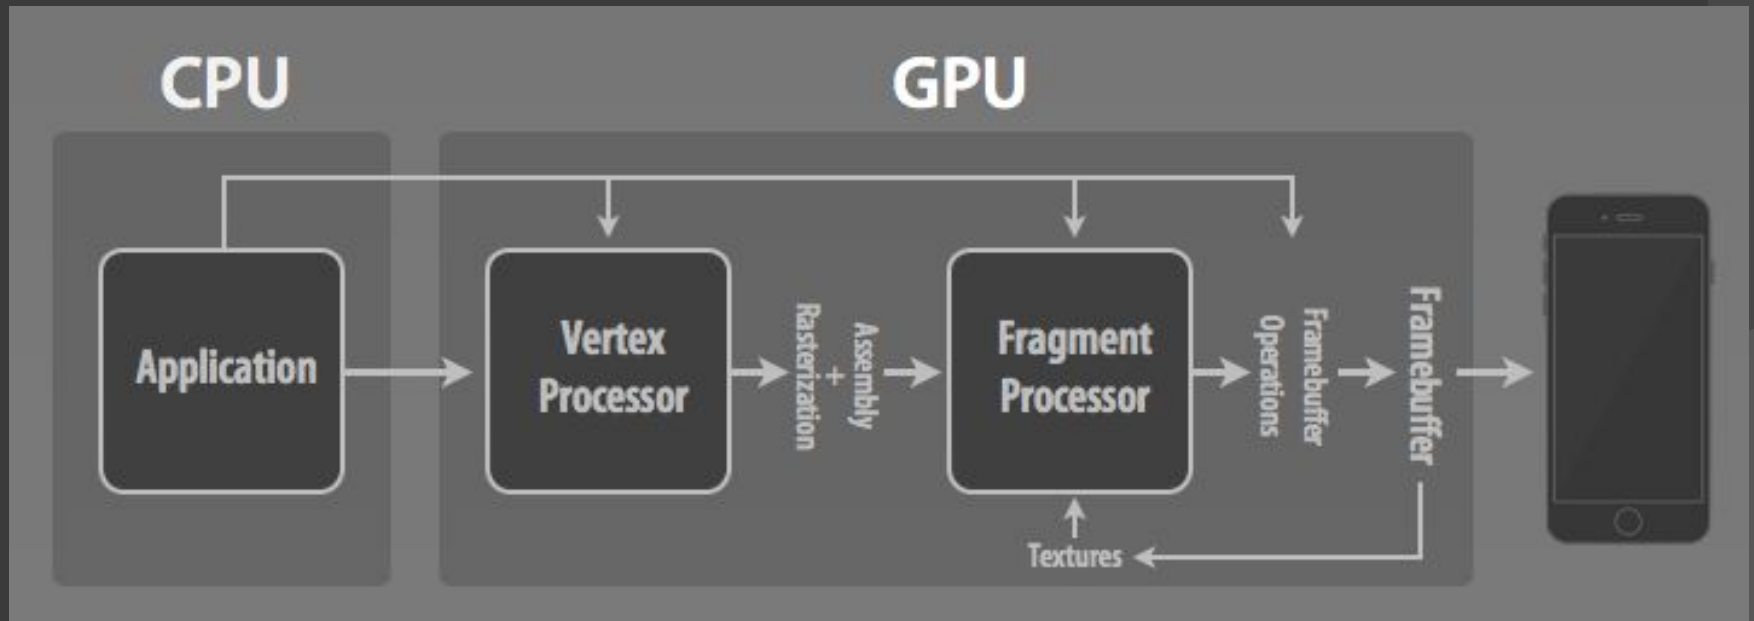 CPU
GPU
Application
Vertex
Processor
Assembly
+
Rasterization
Fragment
Processor
Framebuffer
Operations
Framebuffer
Textures